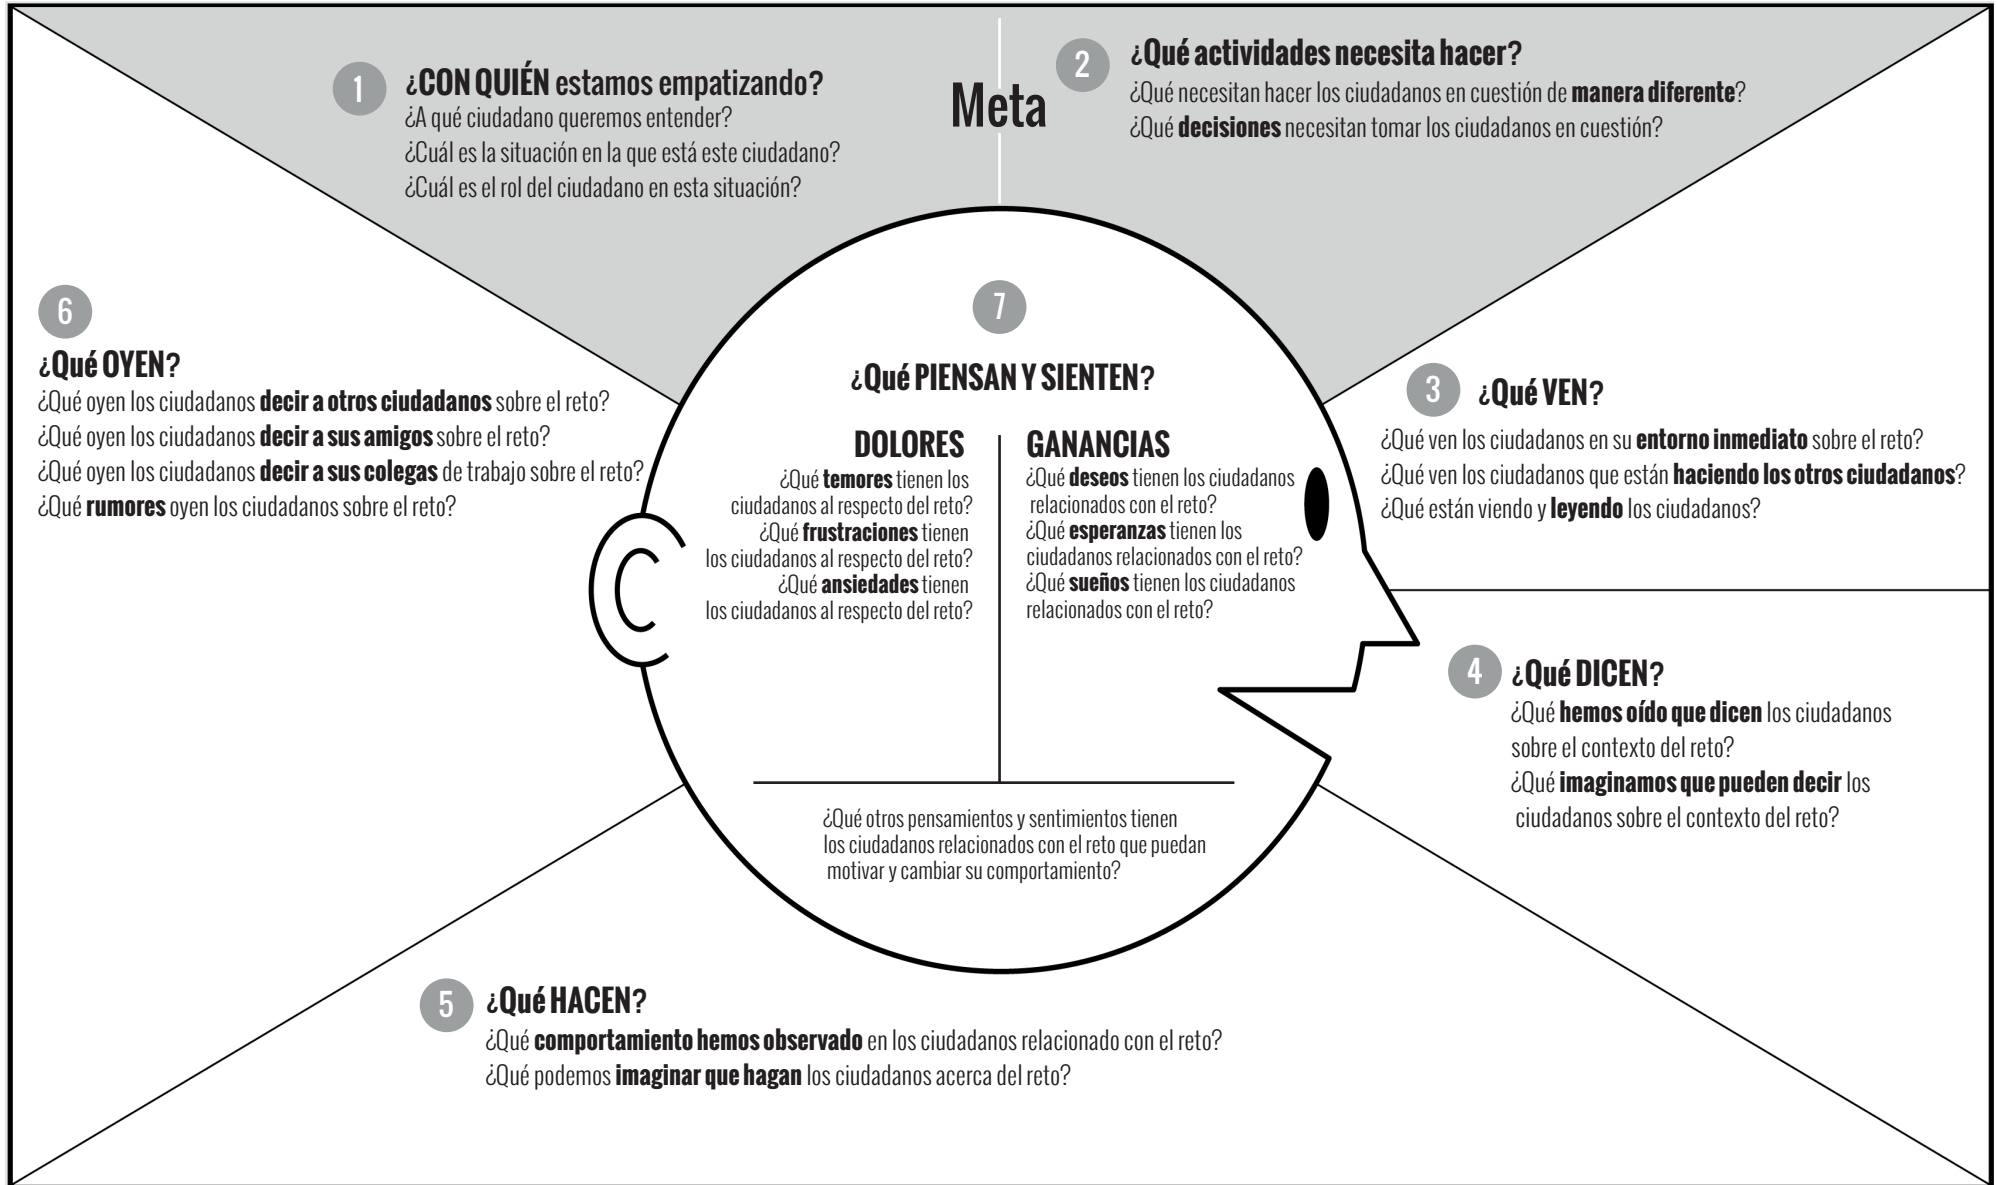 1
¿CON QUIÉN estamos empatizando?
¿A qué ciudadano queremos entender?
¿Cuál es la situación en la que está este ciudadano?
¿Cuál es el rol del ciudadano en esta situación?
Meta
2
¿Qué actividades necesita hacer?
¿Qué necesitan hacer los ciudadanos en cuestión de manera diferente?
¿Qué decisiones necesitan tomar los ciudadanos en cuestión?
3
¿Qué VEN?
¿Qué ven los ciudadanos en su entorno inmediato sobre el reto?
¿Qué ven los ciudadanos que están haciendo los otros ciudadanos?
¿Qué están viendo y leyendo los ciudadanos?
4
¿Qué DICEN?
¿Qué hemos oído que dicen los ciudadanos
sobre el contexto del reto?
¿Qué imaginamos que pueden decir los
ciudadanos sobre el contexto del reto?
5
¿Qué HACEN?
¿Qué comportamiento hemos observado en los ciudadanos relacionado con el reto?
¿Qué podemos imaginar que hagan los ciudadanos acerca del reto?
6
¿Qué OYEN?
¿Qué oyen los ciudadanos decir a otros ciudadanos sobre el reto?
¿Qué oyen los ciudadanos decir a sus amigos sobre el reto?
¿Qué oyen los ciudadanos decir a sus colegas de trabajo sobre el reto?
¿Qué rumores oyen los ciudadanos sobre el reto?
7
¿Qué PIENSAN Y SIENTEN?
DOLORES
¿Qué temores tienen los
ciudadanos al respecto del reto?
¿Qué frustraciones tienen
los ciudadanos al respecto del reto?
¿Qué ansiedades tienen
los ciudadanos al respecto del reto?
GANANCIAS
¿Qué deseos tienen los ciudadanos
relacionados con el reto?
¿Qué esperanzas tienen los
ciudadanos relacionados con el reto?
¿Qué sueños tienen los ciudadanos
relacionados con el reto?
¿Qué otros pensamientos y sentimientos tienen
los ciudadanos relacionados con el reto que puedan
motivar y cambiar su comportamiento?